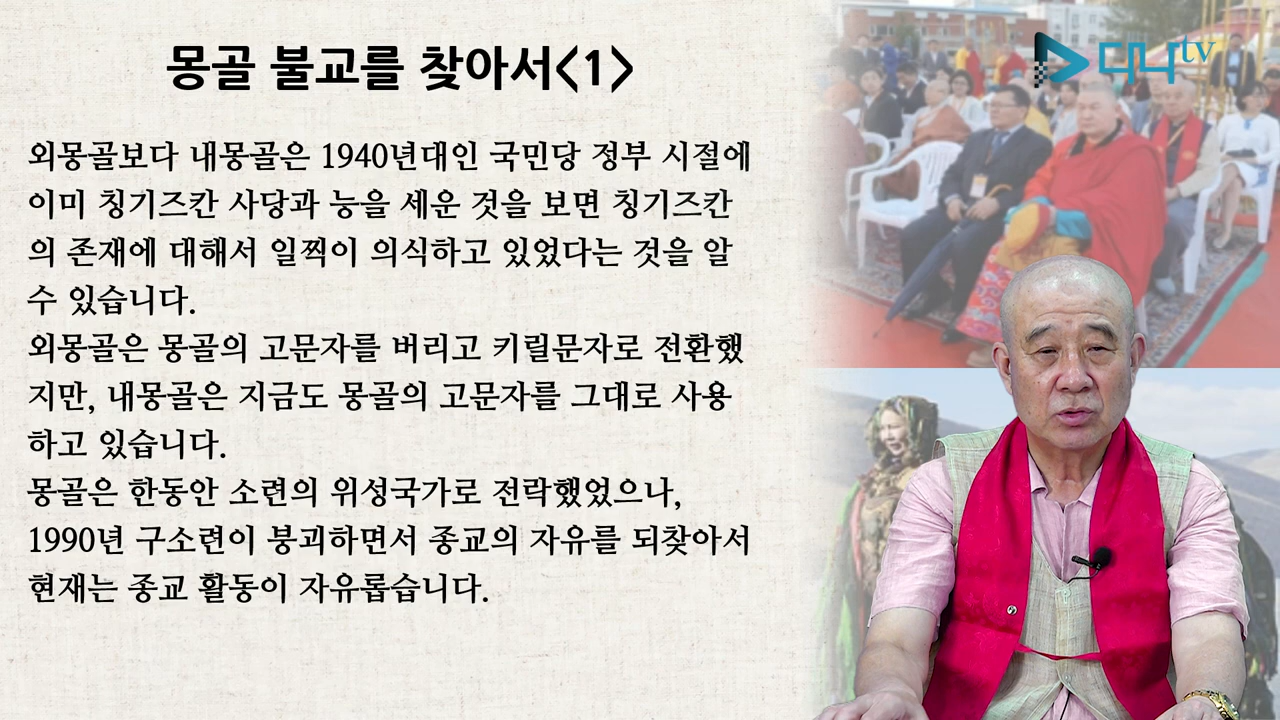 몽골 불교를 찾아서<1>
다나tv
외몽골보다 내몽골은 1940년대인 국민당 정부 시절에
이미 칭기즈칸 사당과 능을 세운 것을 보면 칭기즈칸
의 존재에 대해서 일찍이 의식하고 있었다는 것을 알
수 있습니다.
외몽골은 몽골의 고문자를 버리고 키릴문자로 전환했
지만, 내몽골은 지금도 몽골의 고문자를 그대로 사용
하고 있습니다.
몽골은 한동안 소련의 위성국가로 전락했었으나,
1990년 구소련이 붕괴하면서 종교의 자유를 되찾아서
현재는 종교 활동이 자유롭습니다.